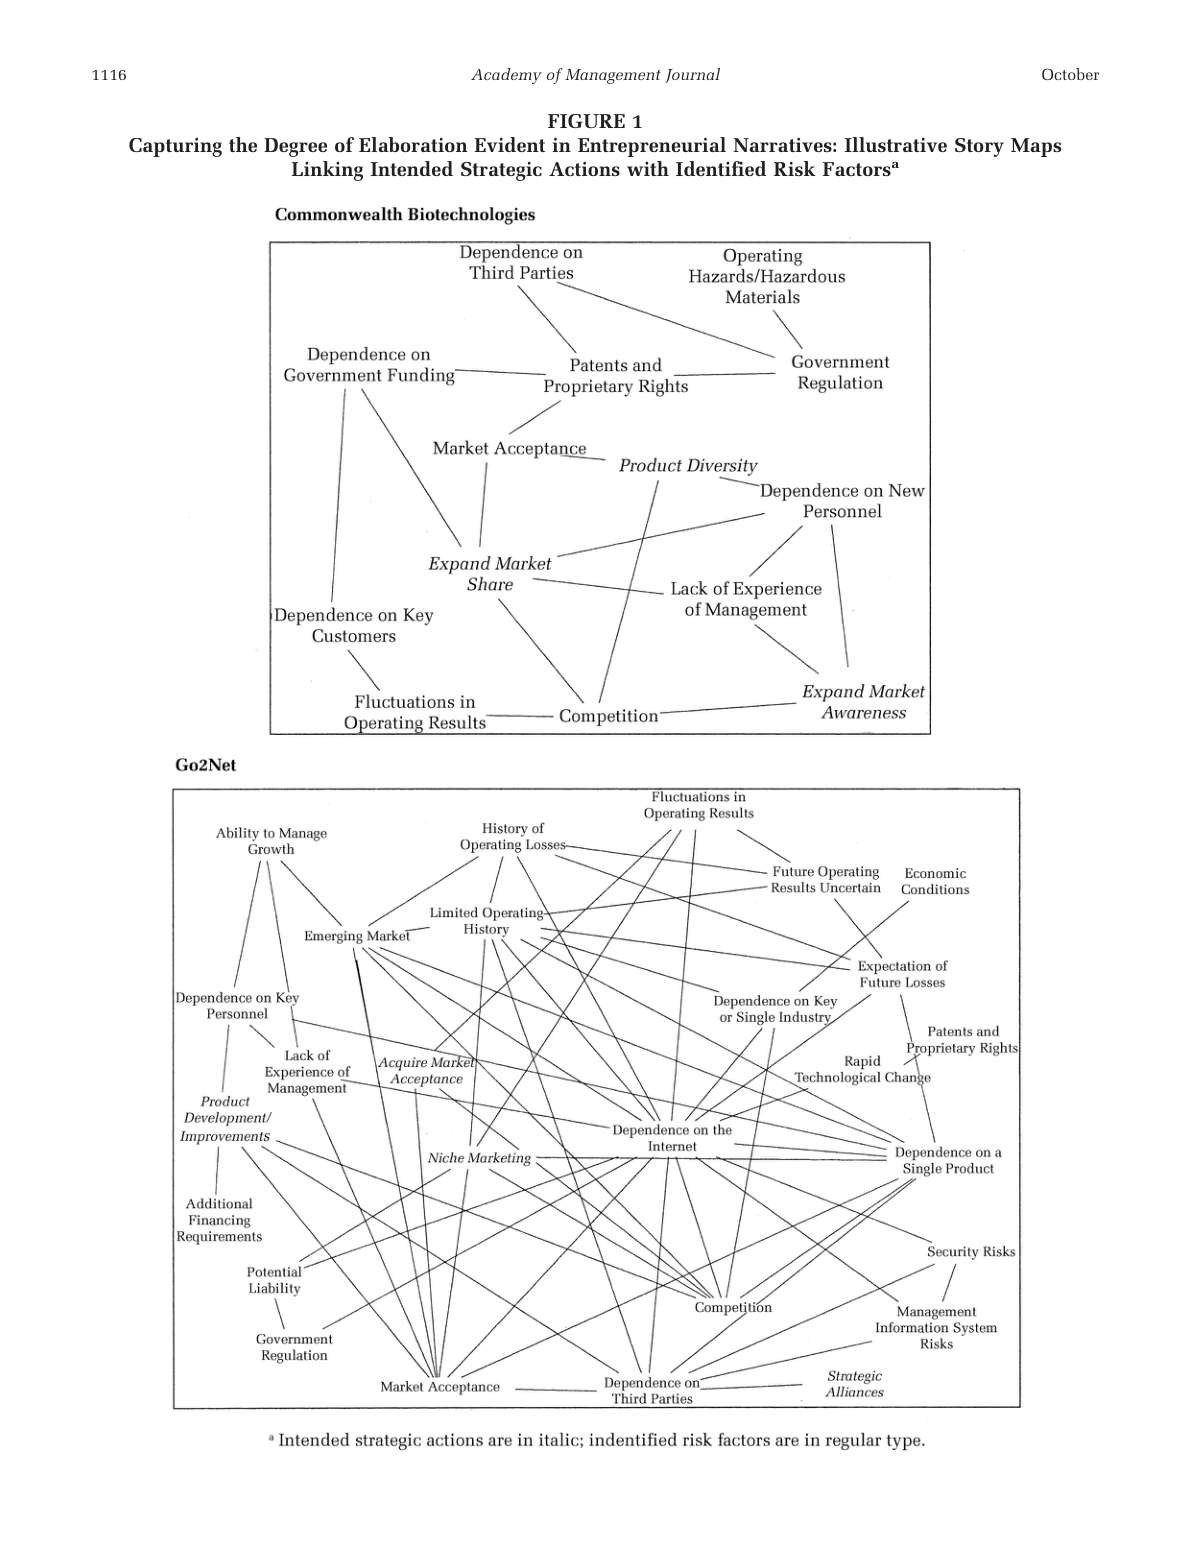 1116
Academy of Management Journal
October
FIGURE 1
Capturing the Degree of Elaboration Evident in Entrepreneurial Narratives: Illustrative Story Maps
Linking Intended Strategic Actions with Identified Risk Factorsa
Commonwealth Biotechnologies
Dependence on
Third Parties
Operating
Hazards/Hazardous
Materials
Dependence on
Government Funding
Patents and
Proprietary Rights
Government
Regulation
Market Acceptance
Product Diversity
Dependence on New
Personnel
Expand Market
Share
Lack of Experience
of Management
Dependence on Key
Customers
Expand Market
Awareness
Fluctuations in
Operating Results
Competition
Go2Net
Fluctuations in
Operating Results
Ability to Manage
Growth
History of
Operating Losses
Future Operating
Results Uncertain
Economic
Conditions
Limited Operating
History
Emerging Market
Expectation of
Future Losses
Dependence on Key
Personnel
Dependence on Key
or Single Industry
Patents and
Proprietary Rights
Lack of
Experience of
Management
Acquire Market
Acceptance
Rapid
Technological Change
Product
Development/
Improvements
Dependence on the
Internet
Niche Marketing
Dependence on a
Single Product
Additional
Financing
Requirements
Security Risks
Potential
Liability
Competition
Management
Information System
Risks
Government
Regulation
Market Acceptance
Dependence on
Third Parties
Strategic
Alliances
a Intended strategic actions are in italic; indentified risk factors are in regular type.